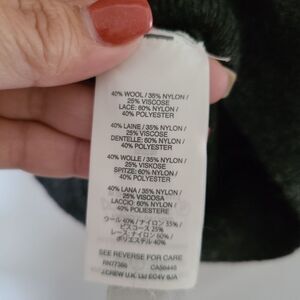 40% WOOL / 35% NYLON /
25% VISCOSE
LACE: 60% NYLON /
40% POLYESTER
40% LAINE / 35% NYLON /
25% VISCOSE
DENTELLE: 60% NYLON /
40% POLYESTER
40% WOLLE / 35% NYLON /
25% VISKOSE
SPITZE: 60% NYLON /
40% POLYESTER
40% LANA / 35% NYLON /
25% VISCOSA
LACCIO: 60% NYLON /
40% POLIESTERE
ウール 40% / ナイロン 35% /
ビスコース 25%
レース: ナイロン 60% /
ポリエステル 40%
SEE REVERSE FOR CARE
RN77388 CA56445
J.CREW U.K. Ltd EC4V 6JA